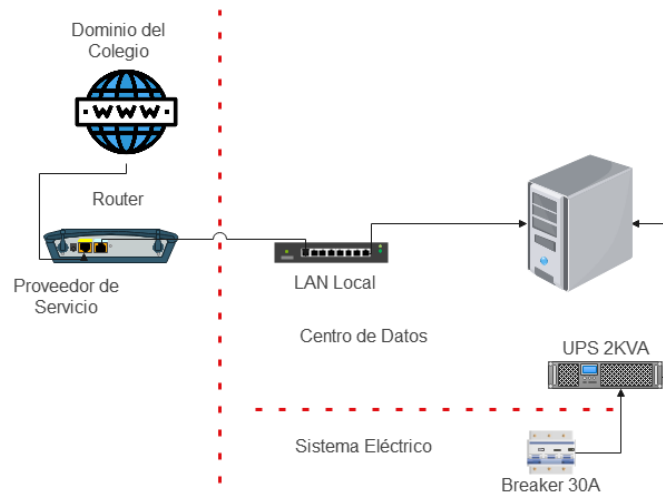 Dominio del
Colegio
WWW
Router
Proveedor de
Servicio
LAN Local
Centro de Datos
UPS 2KVA
Sistema Eléctrico
Breaker 30A